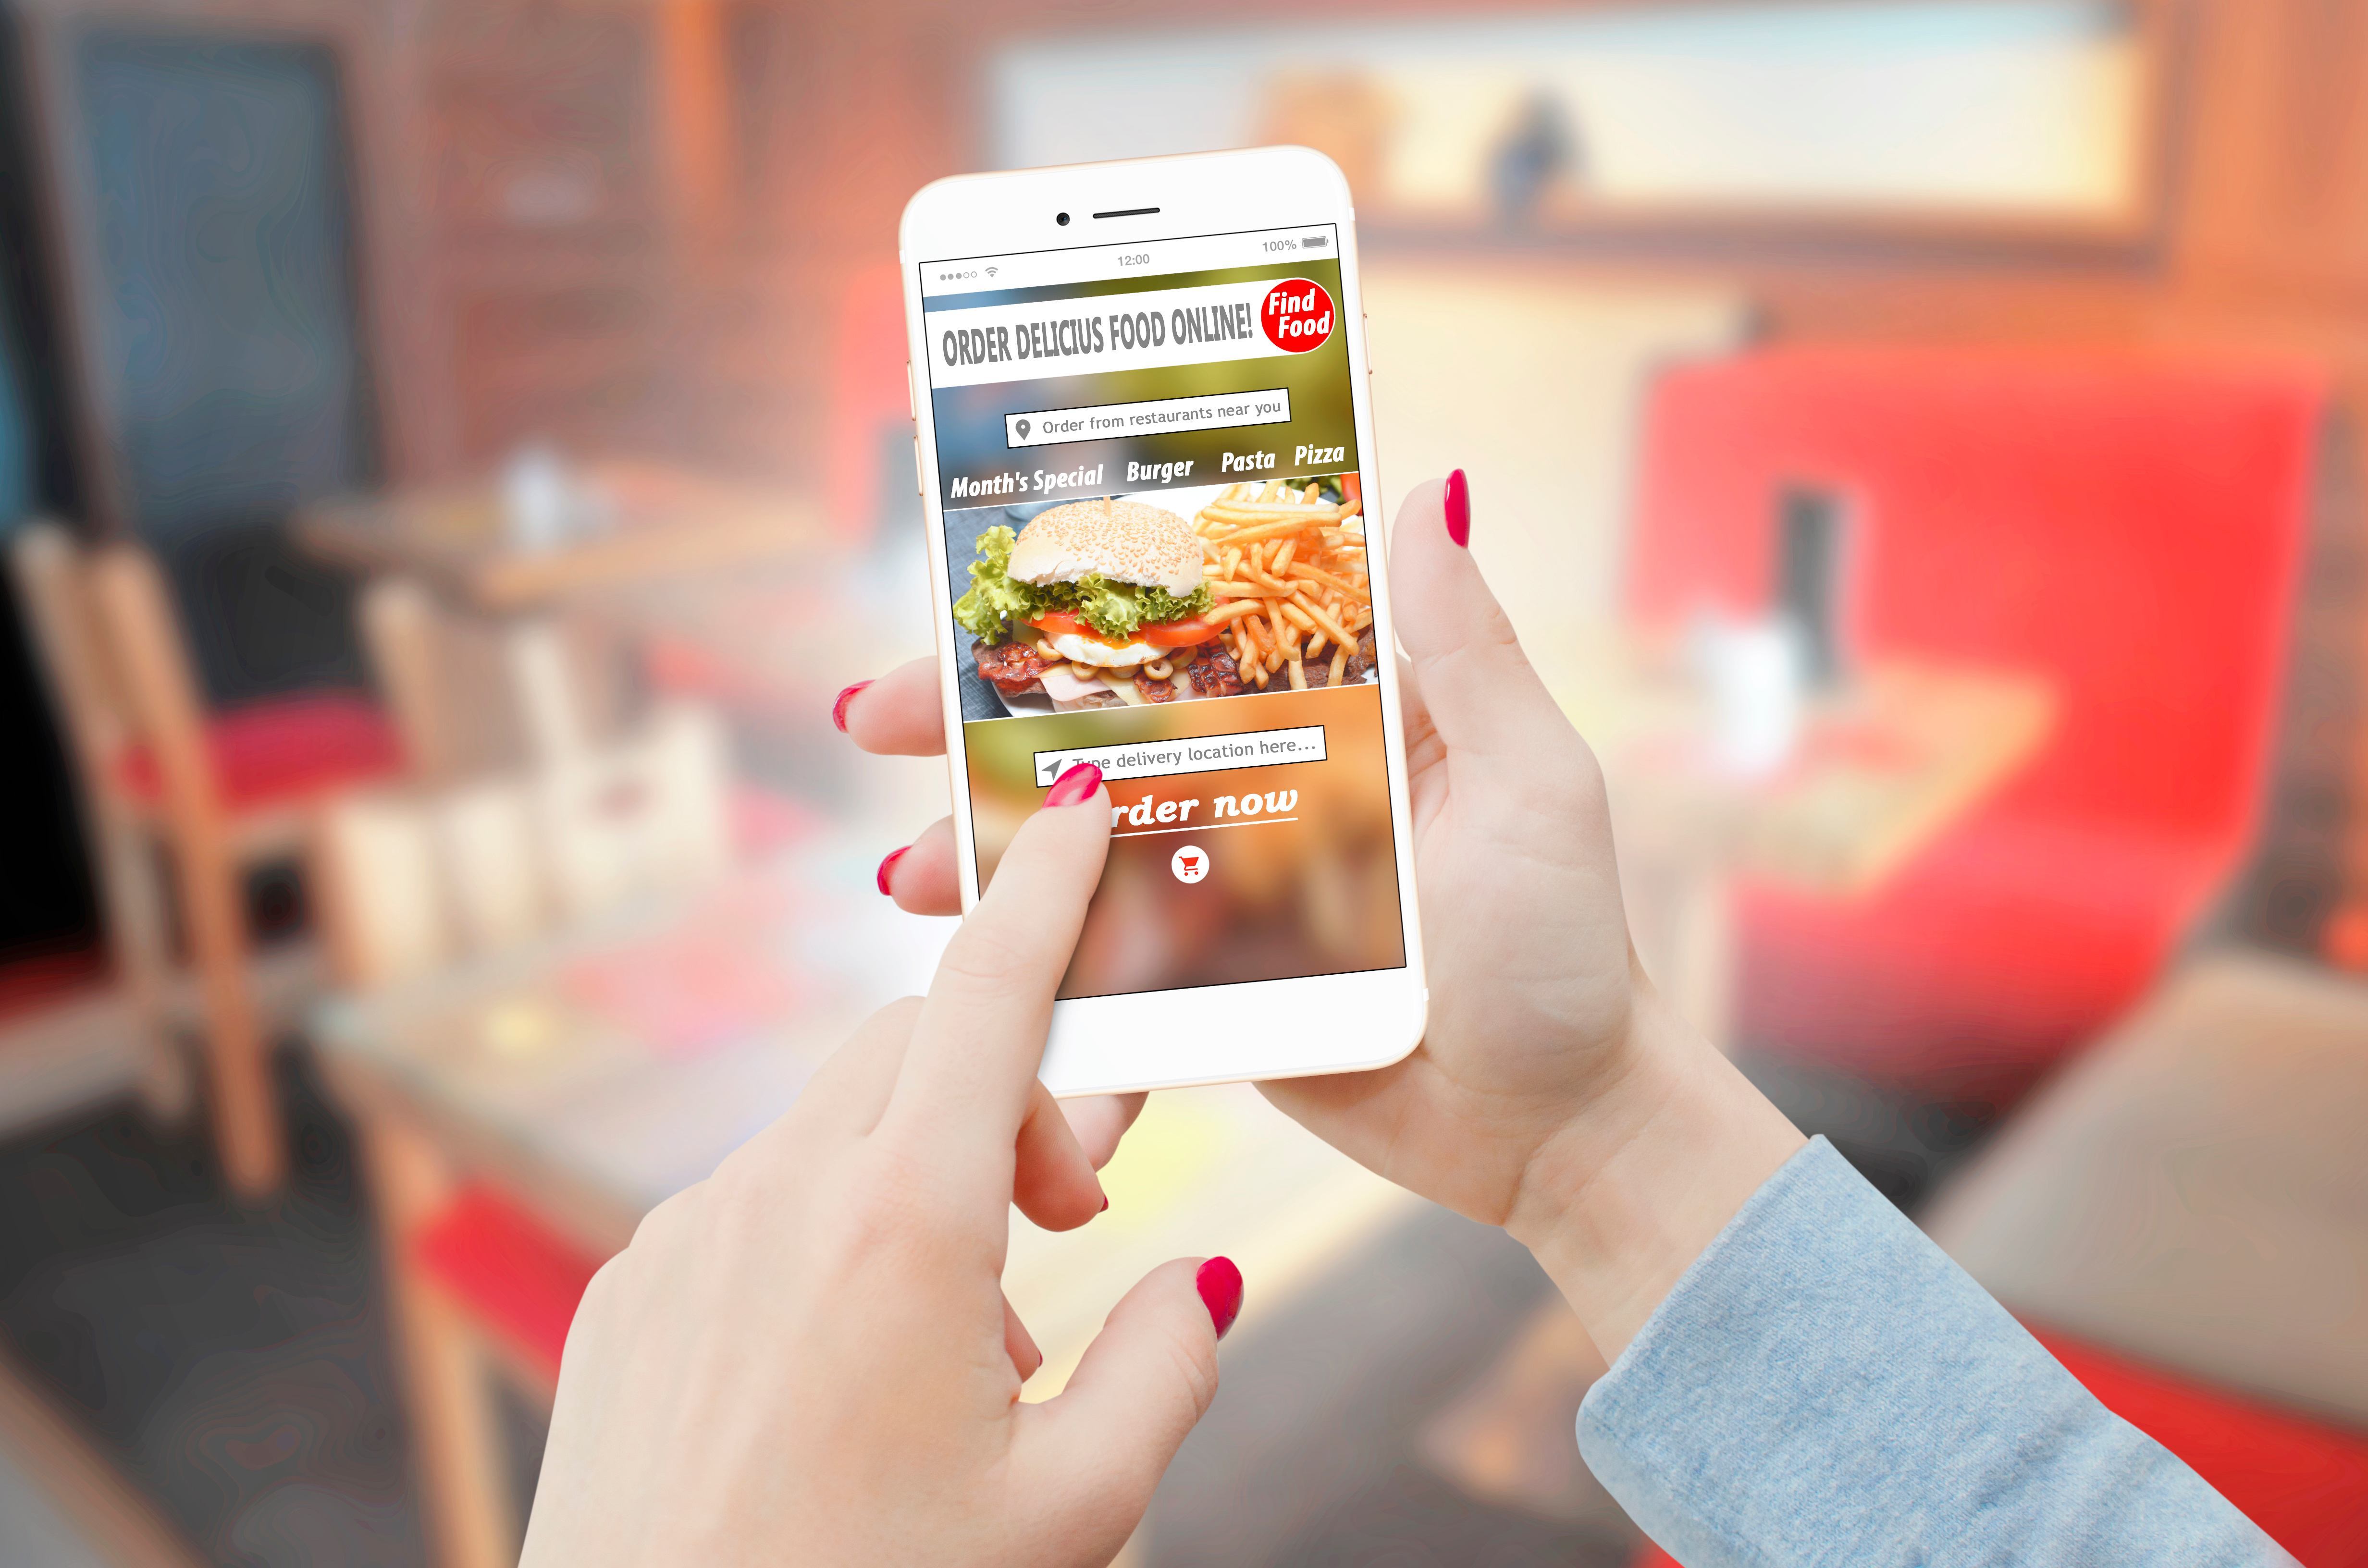 12:00
100%
ORDER DELICIUS FOOD ONLINE!
Find
Food
Order from restaurants near you
Month's Special Burger Pasta Pizza
delivery location here...
now